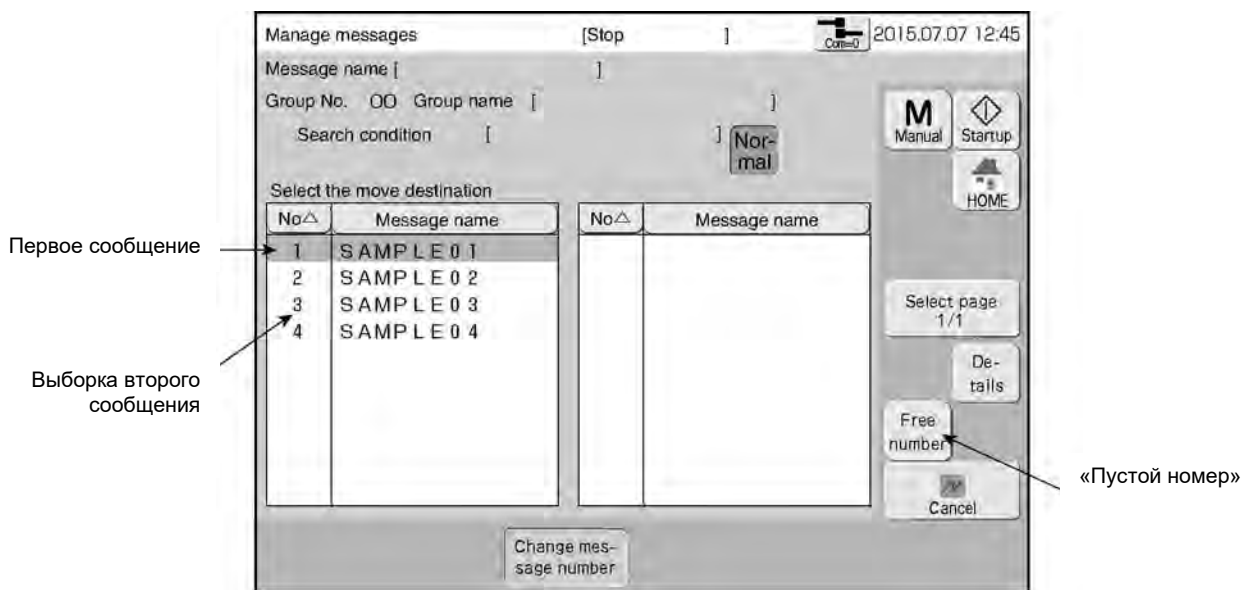 Manage messages [Stop ] Com=0 2015.07.07 12:45
Message name [ ]
Group No. OO Group name [ ]
Search condition [ ] Nor-
mal
M
Manual
Startup
HOME
Select the move destination
No△ Message name No△ Message name
Первое сообщение
1 SAMPLE01
2 SAMPLE02
3 SAMPLE03
4 SAMPLE04
Выборка второго
сообщения
Select page
1/1
De-
tails
Free
number
«Пустой номер»
Cancel
Change mes-
sage number